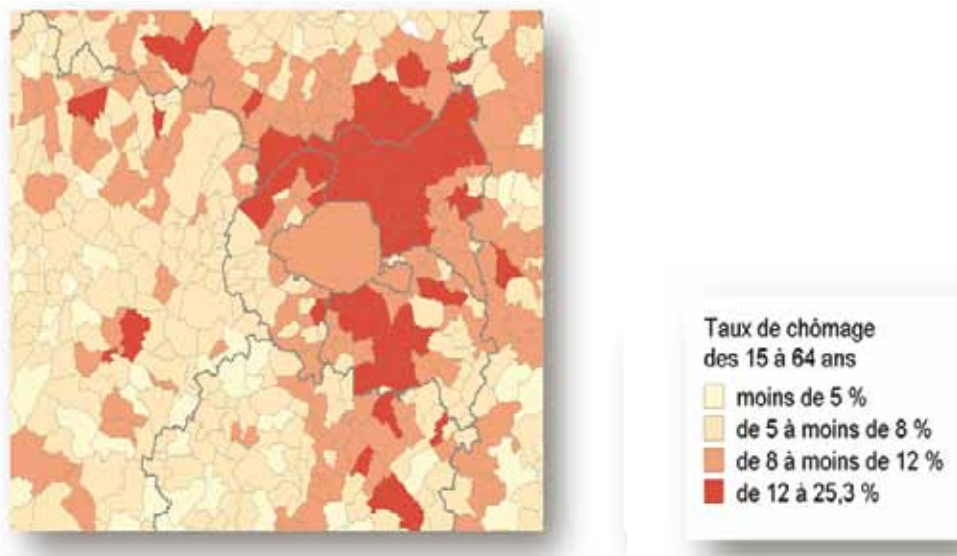 Taux de chômage
des 15 à 64 ans
moins de 5 %
de 5 à moins de 8 %
de 8 à moins de 12 %
de 12 à 25,3 %